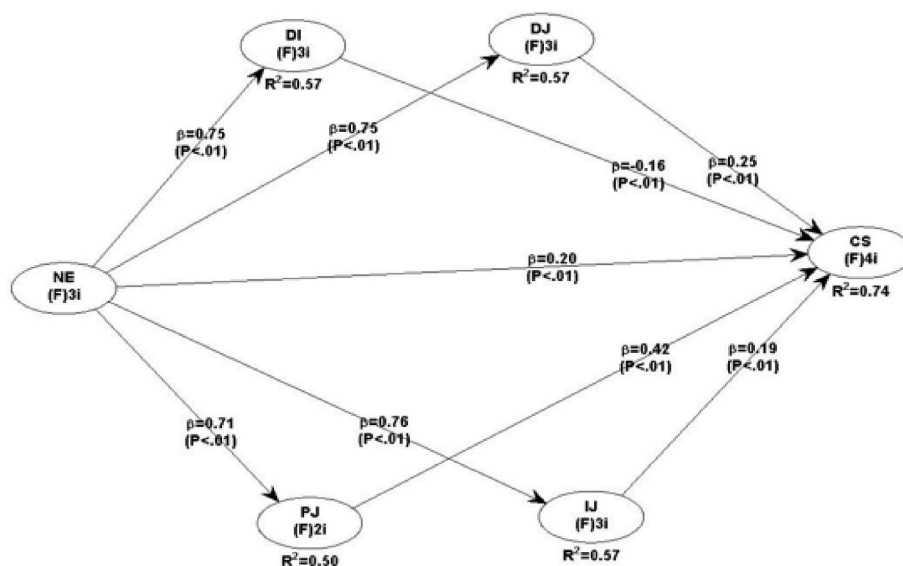 DI
(F)3i
R²=0.57
DJ
(F)3i
R²=0.57
β=0.75
(P<.01)
β=0.75
(P<.01)
β=-0.16
(P<.01)
β=0.25
(P<.01)
NE
(F)3i
β=0.20
(P<.01)
CS
(F)4i
R²=0.74
β=0.42
(P<.01)
β=0.19
(P<.01)
β=0.71
(P<.01)
β=0.76
(P<.01)
PJ
(F)2i
R²=0.50
IJ
(F)3i
R²=0.57